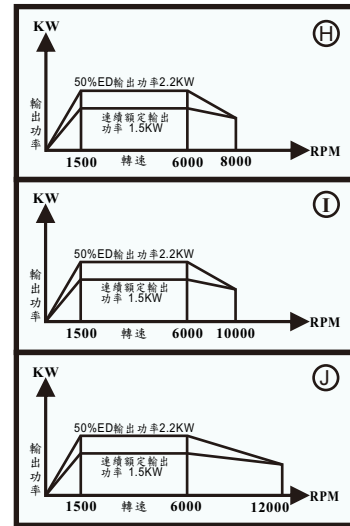 KW
Ⓗ
50%ED輸出功率2.2KW
連續額定輸出
功率 1.5KW
輸出功率
1500 6000 8000 RPM
轉速
KW
Ⓘ
50%ED輸出功率2.2KW
連續額定輸出
功率 1.5KW
輸出功率
RPM
1500 轉速 6000 10000
KW
Ⓙ
50%ED輸出功率2.2KW
連續額定輸出
功率 1.5KW
輸出功率
RPM
1500 轉速 6000 12000